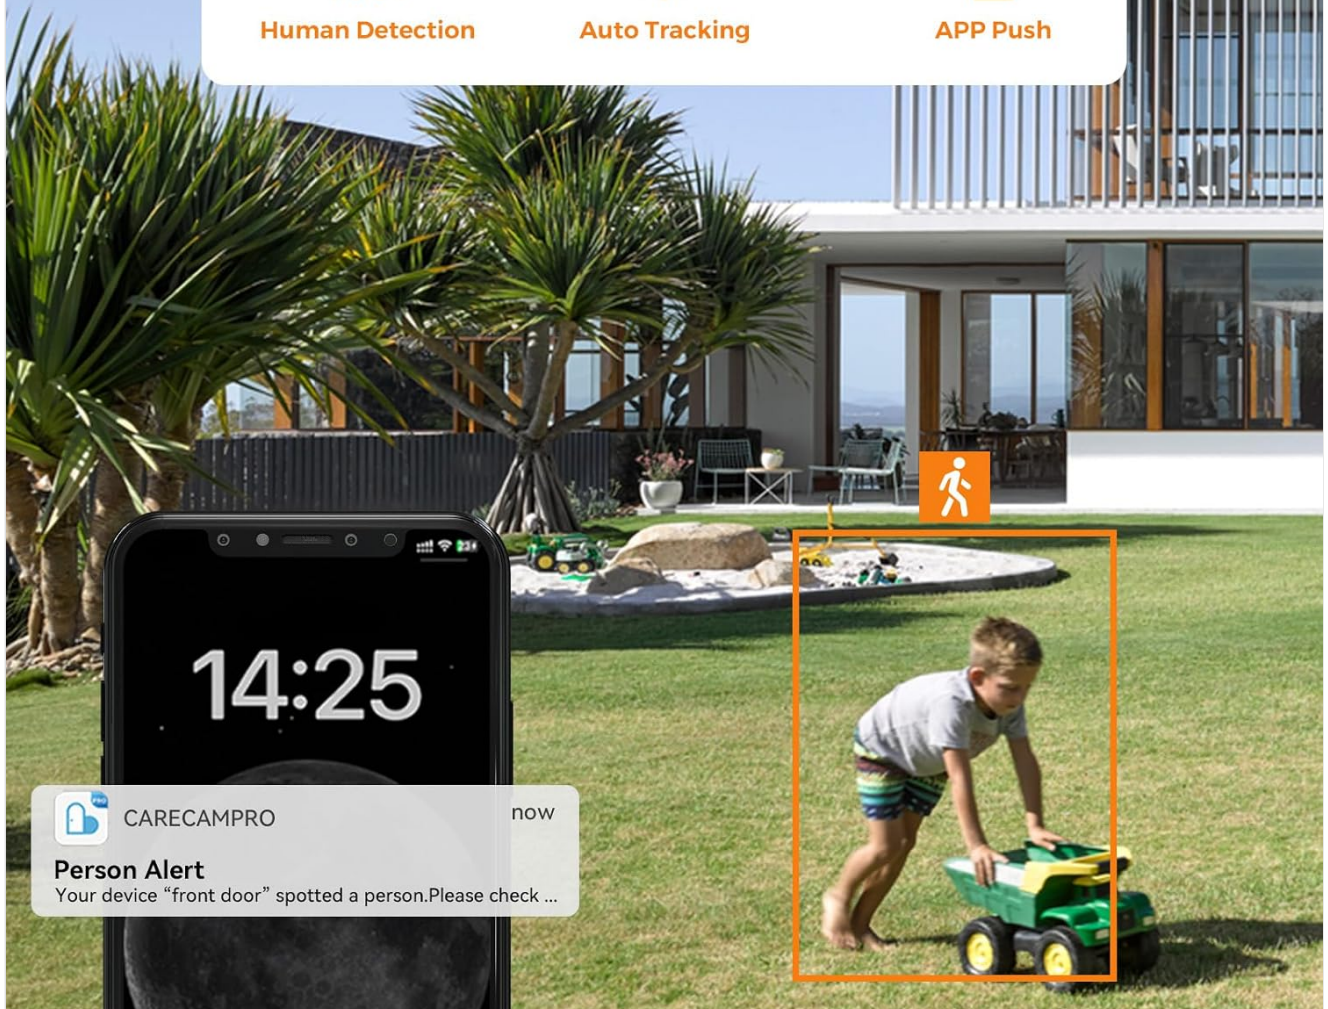 Human Detection
Auto Tracking
APP Push
14:25
PRO
CARECAMPRO
now
Person Alert
Your device “front door” spotted a person.Please check ...